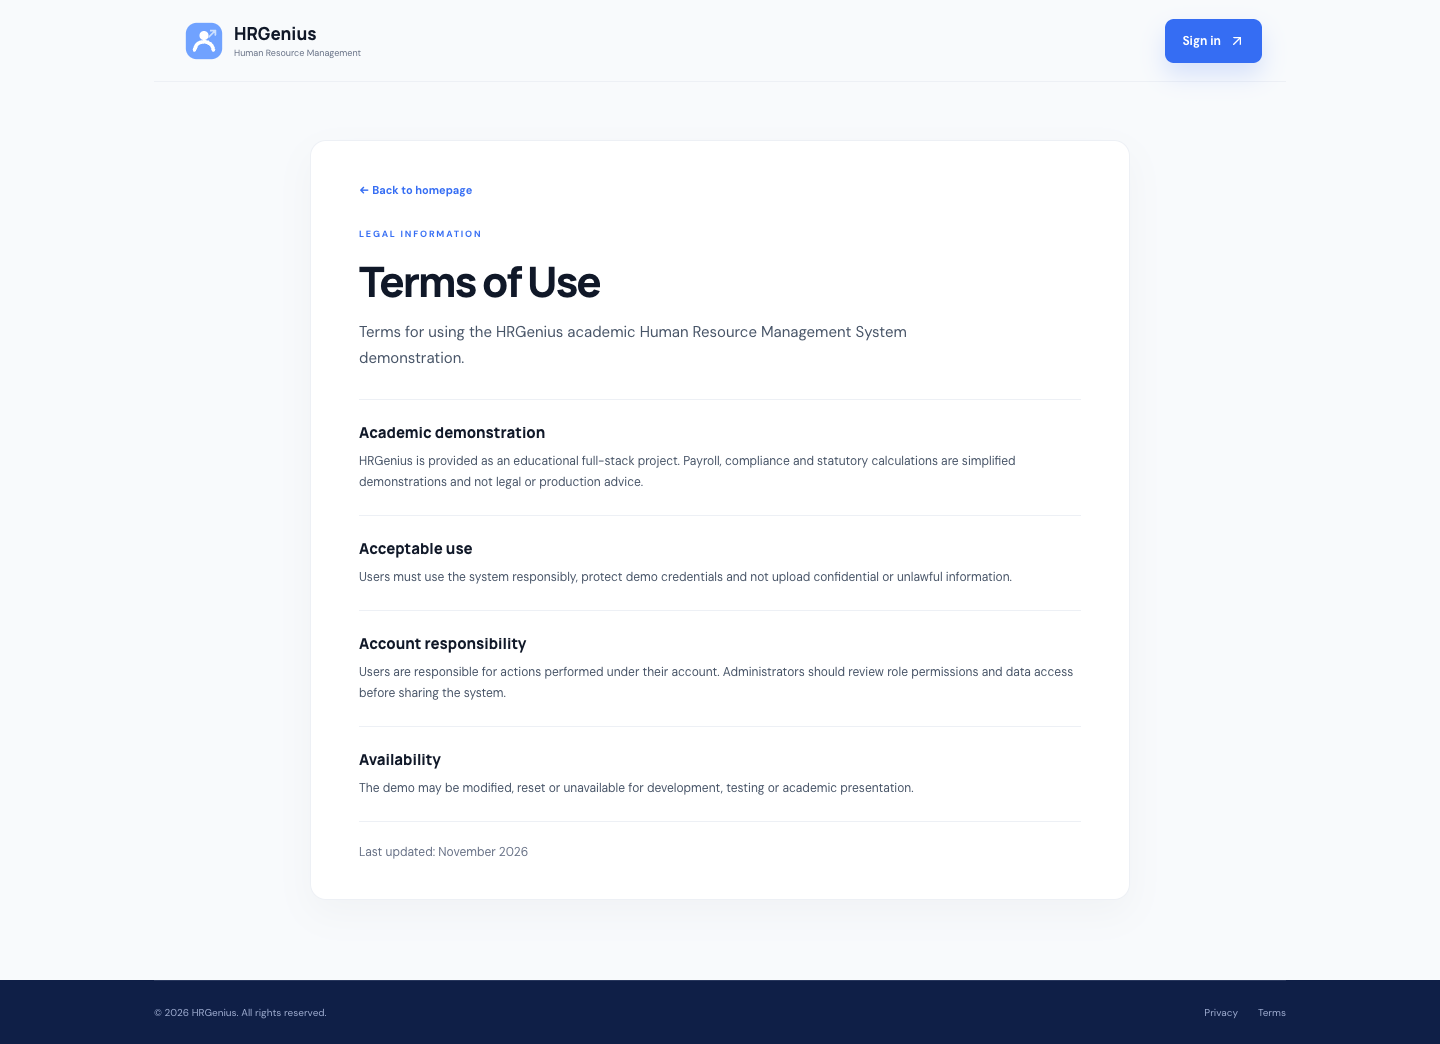 HRGenius
Human Resource Management
Sign in
← Back to homepage
LEGAL INFORMATION
Terms of Use
Terms for using the HRGenius academic Human Resource Management System
demonstration.
Academic demonstration
HRGenius is provided as an educational full-stack project. Payroll, compliance and statutory calculations are simplified
demonstrations and not legal or production advice.
Acceptable use
Users must use the system responsibly, protect demo credentials and not upload confidential or unlawful information.
Account responsibility
Users are responsible for actions performed under their account. Administrators should review role permissions and data access
before sharing the system.
Availability
The demo may be modified, reset or unavailable for development, testing or academic presentation.
Last updated: November 2026
© 2026 HRGenius. All rights reserved.
Privacy
Terms